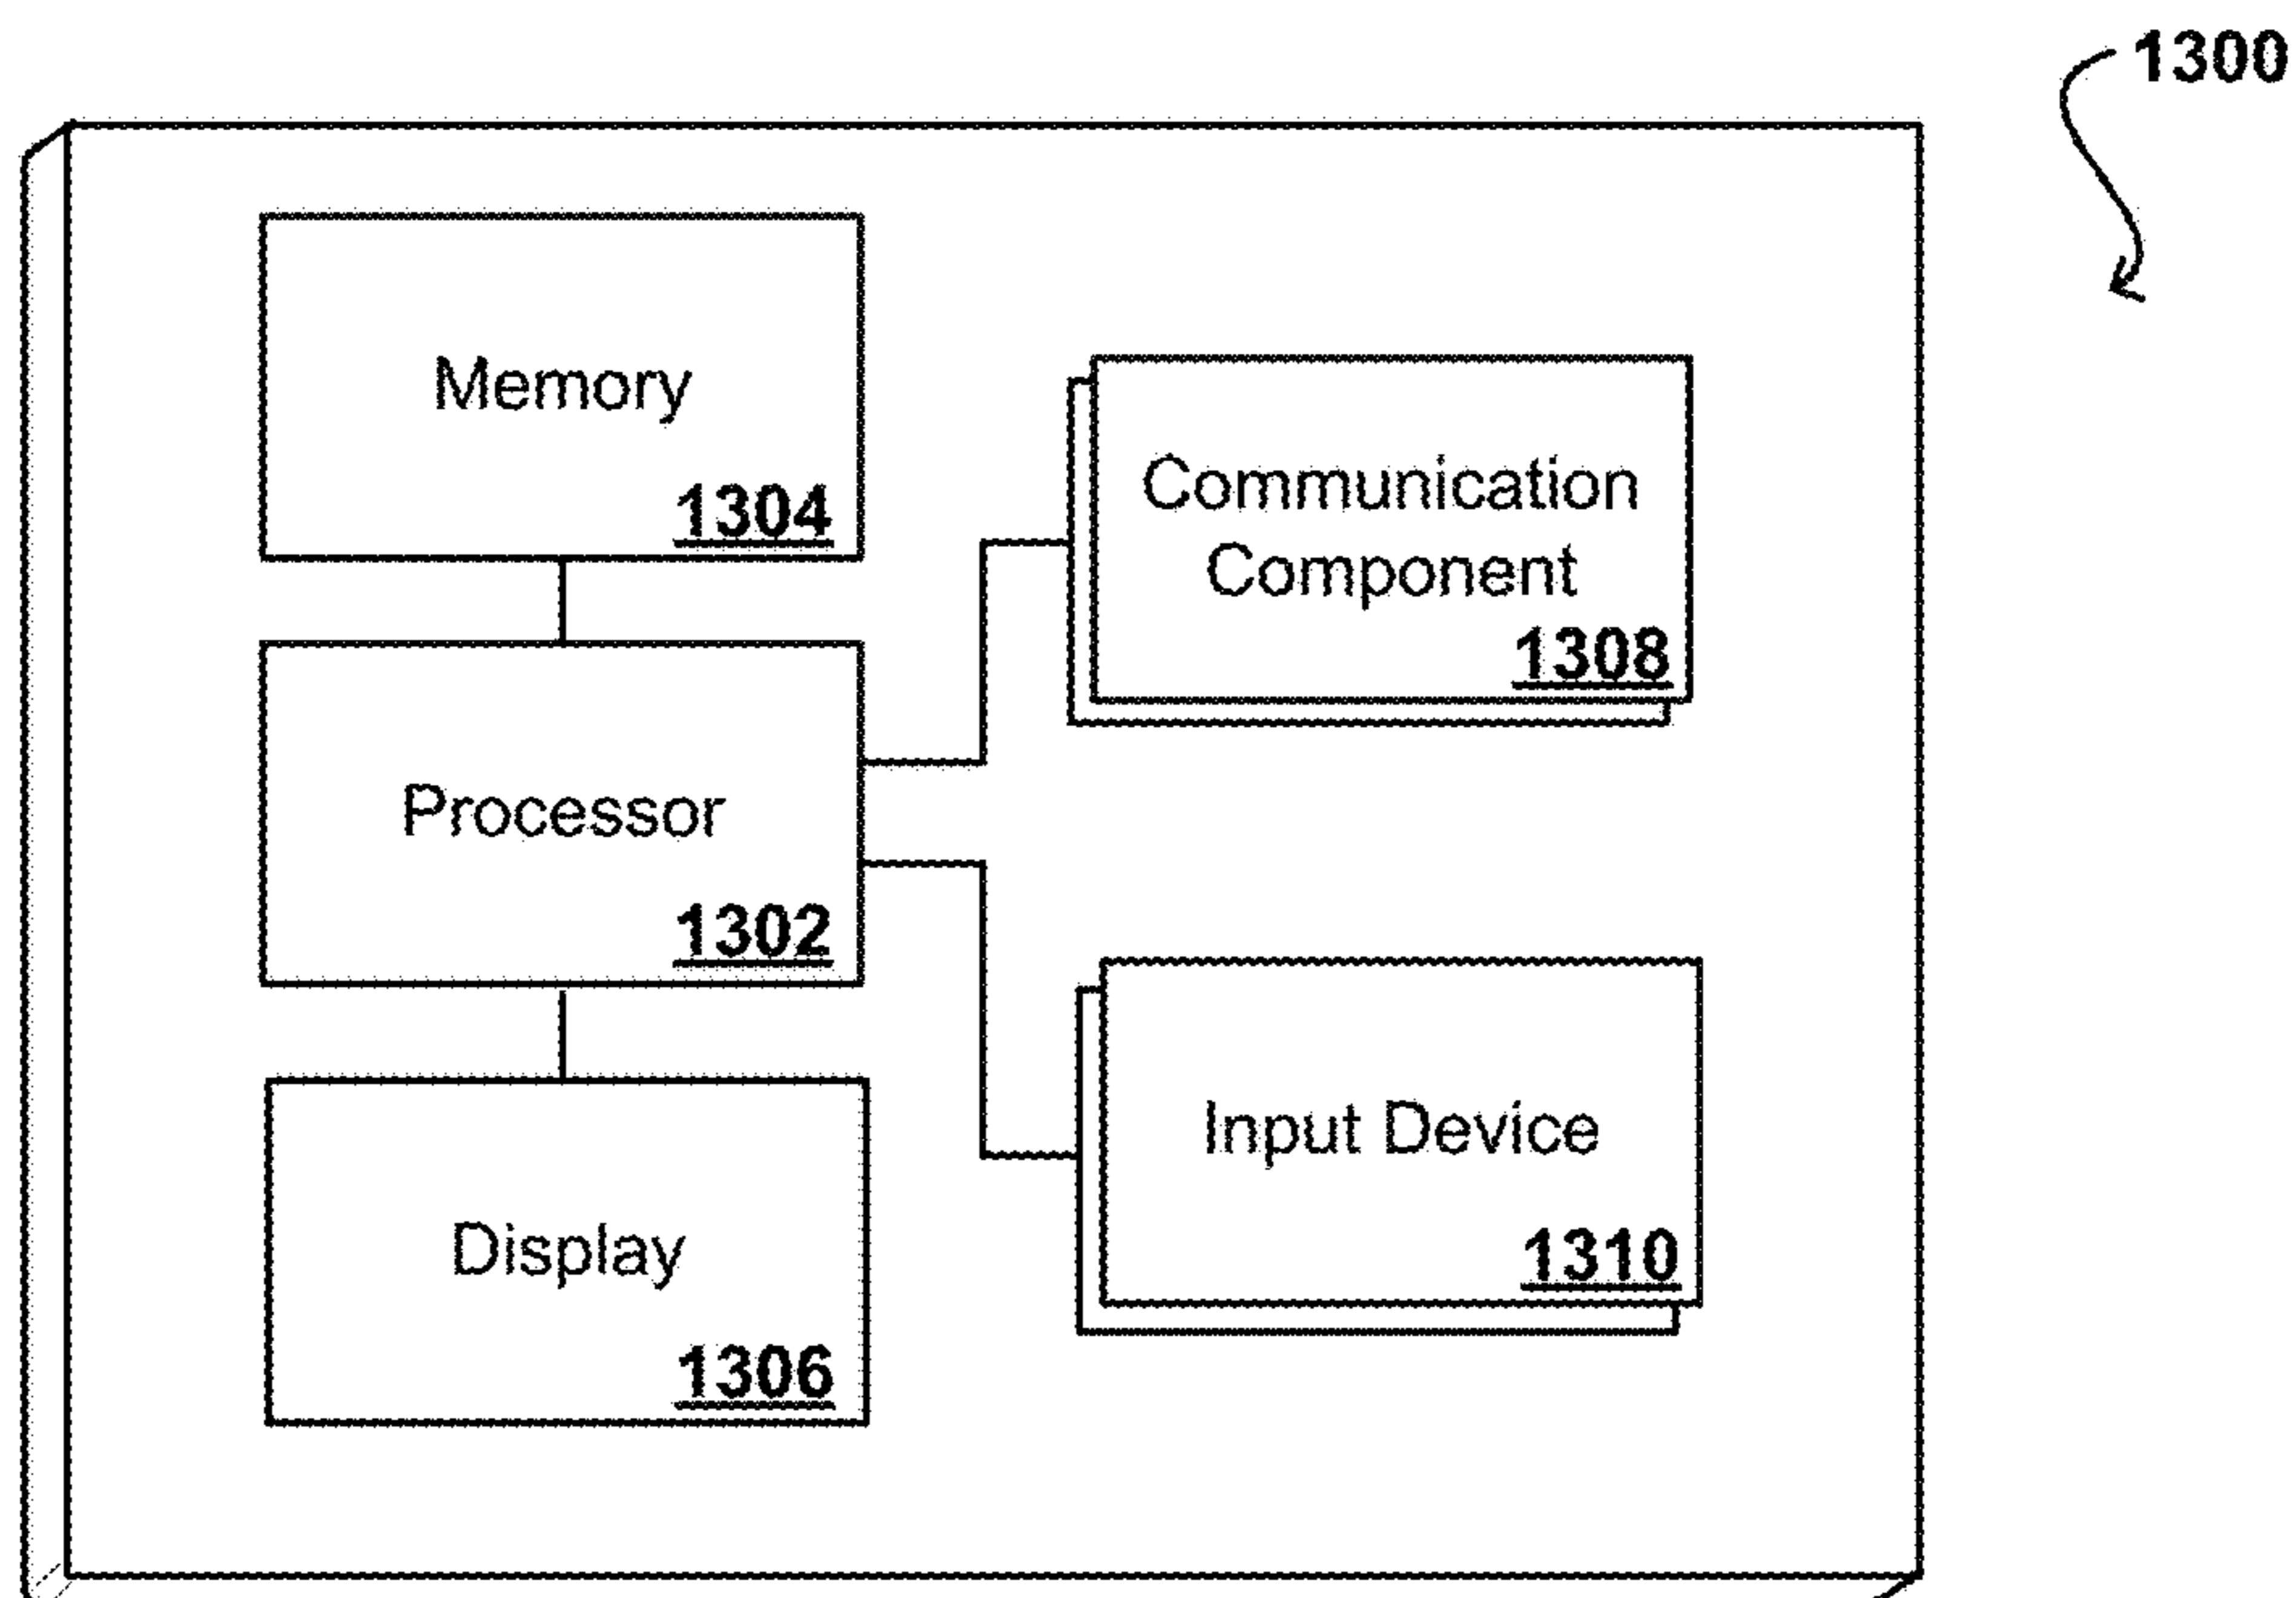 1300
Memory
1304
Communication
Component
1308
Processor
1302
Input Device
1310
Display
1306